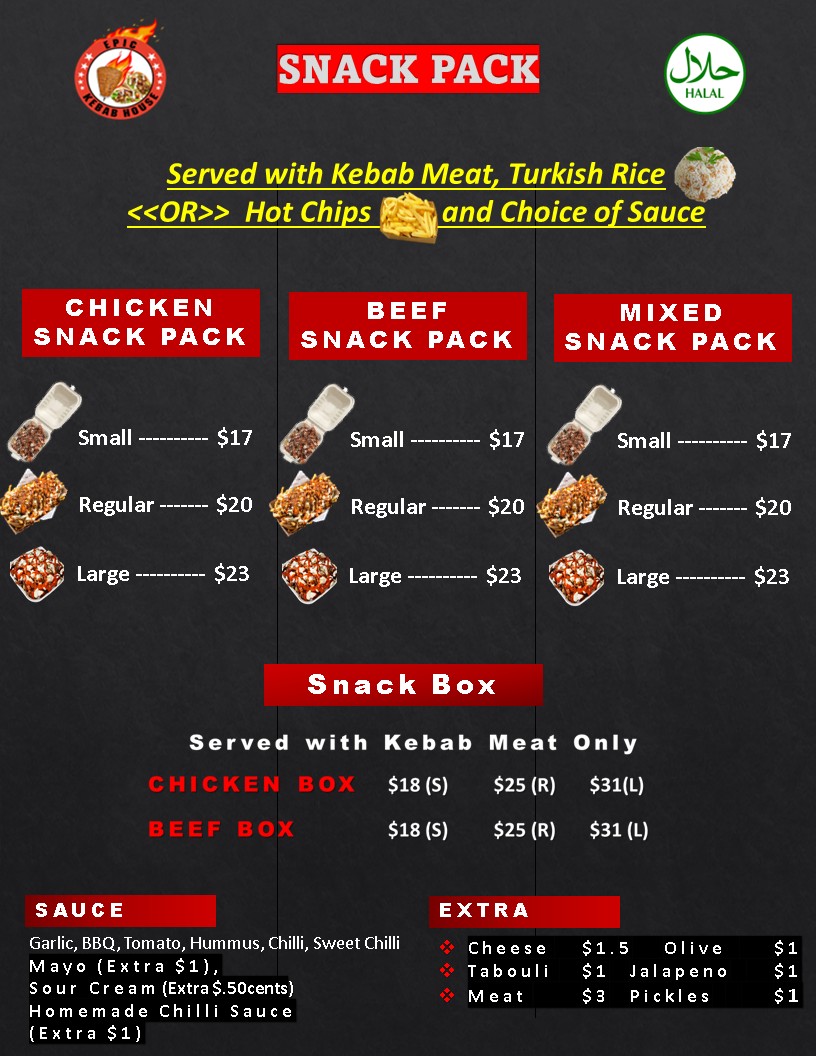 EPIC
KEBAB HOUSE
SNACK PACK
حلال
HALAL
Served with Kebab Meat, Turkish Rice
<<OR>> Hot Chips and Choice of Sauce
CHICKEN
SNACK PACK
Small ---------- $17
Regular ------- $20
Large ---------- $23
BEEF
SNACK PACK
Small ---------- $17
Regular ------- $20
Large ---------- $23
MIXED
SNACK PACK
Small ---------- $17
Regular ------- $20
Large ---------- $23
Snack Box
Served with Kebab Meat Only
CHICKEN BOX $18 (S) $25 (R) $31(L)
BEEF BOX $18 (S) $25 (R) $31 (L)
SAUCE
Garlic, BBQ, Tomato, Hummus, Chilli, Sweet Chilli
Mayo (Extra $1),
Sour Cream (Extra $.50cents)
Homemade Chilli Sauce
(Extra $1)
EXTRA
Cheese $1.5 Olive $1
Tabouli $1 Jalapeno $1
Meat $3 Pickles $1